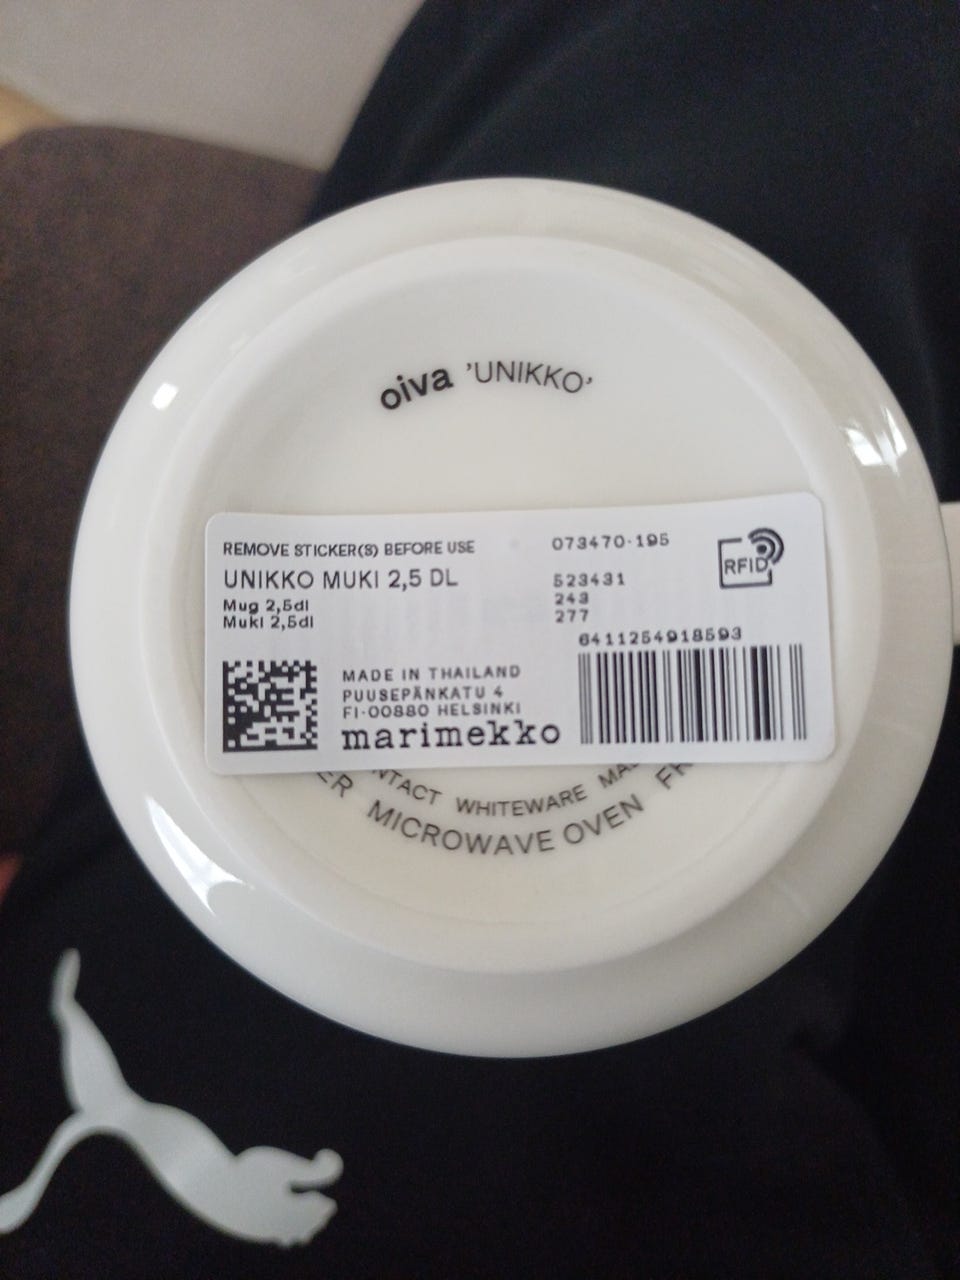 oiva 'UNIKKO'
REMOVE STICKER(S) BEFORE USE
UNIKKO MUKI 2,5 DL
Mug 2,5dl
Muki 2,5dl
073470-195
523431
243
277
RFID
6411254918593
MADE IN THAILAND
PUUSEPÄNKATU 4
FI-00880 HELSINKI
marimekko
WHITEWARE
MICROWAVE OVEN